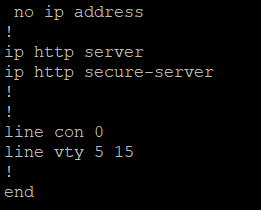 no ip address
!
ip http server
ip http secure-server
!
!
line con 0
line vty 5 15
!
end